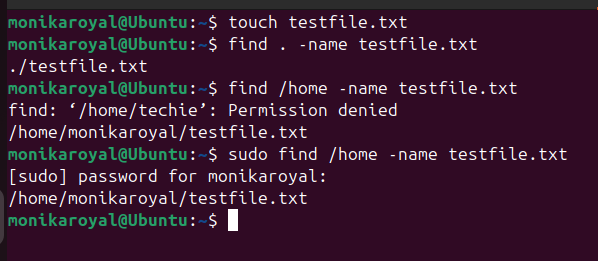 monikaroyal@Ubuntu:~$ touch testfile.txt
monikaroyal@Ubuntu:~$ find . -name testfile.txt
./testfile.txt
monikaroyal@Ubuntu:~$ find /home -name testfile.txt
find: ‘/home/techie’: Permission denied
/home/monikaroyal/testfile.txt
monikaroyal@Ubuntu:~$ sudo find /home -name testfile.txt
[sudo] password for monikaroyal:
/home/monikaroyal/testfile.txt
monikaroyal@Ubuntu:~$